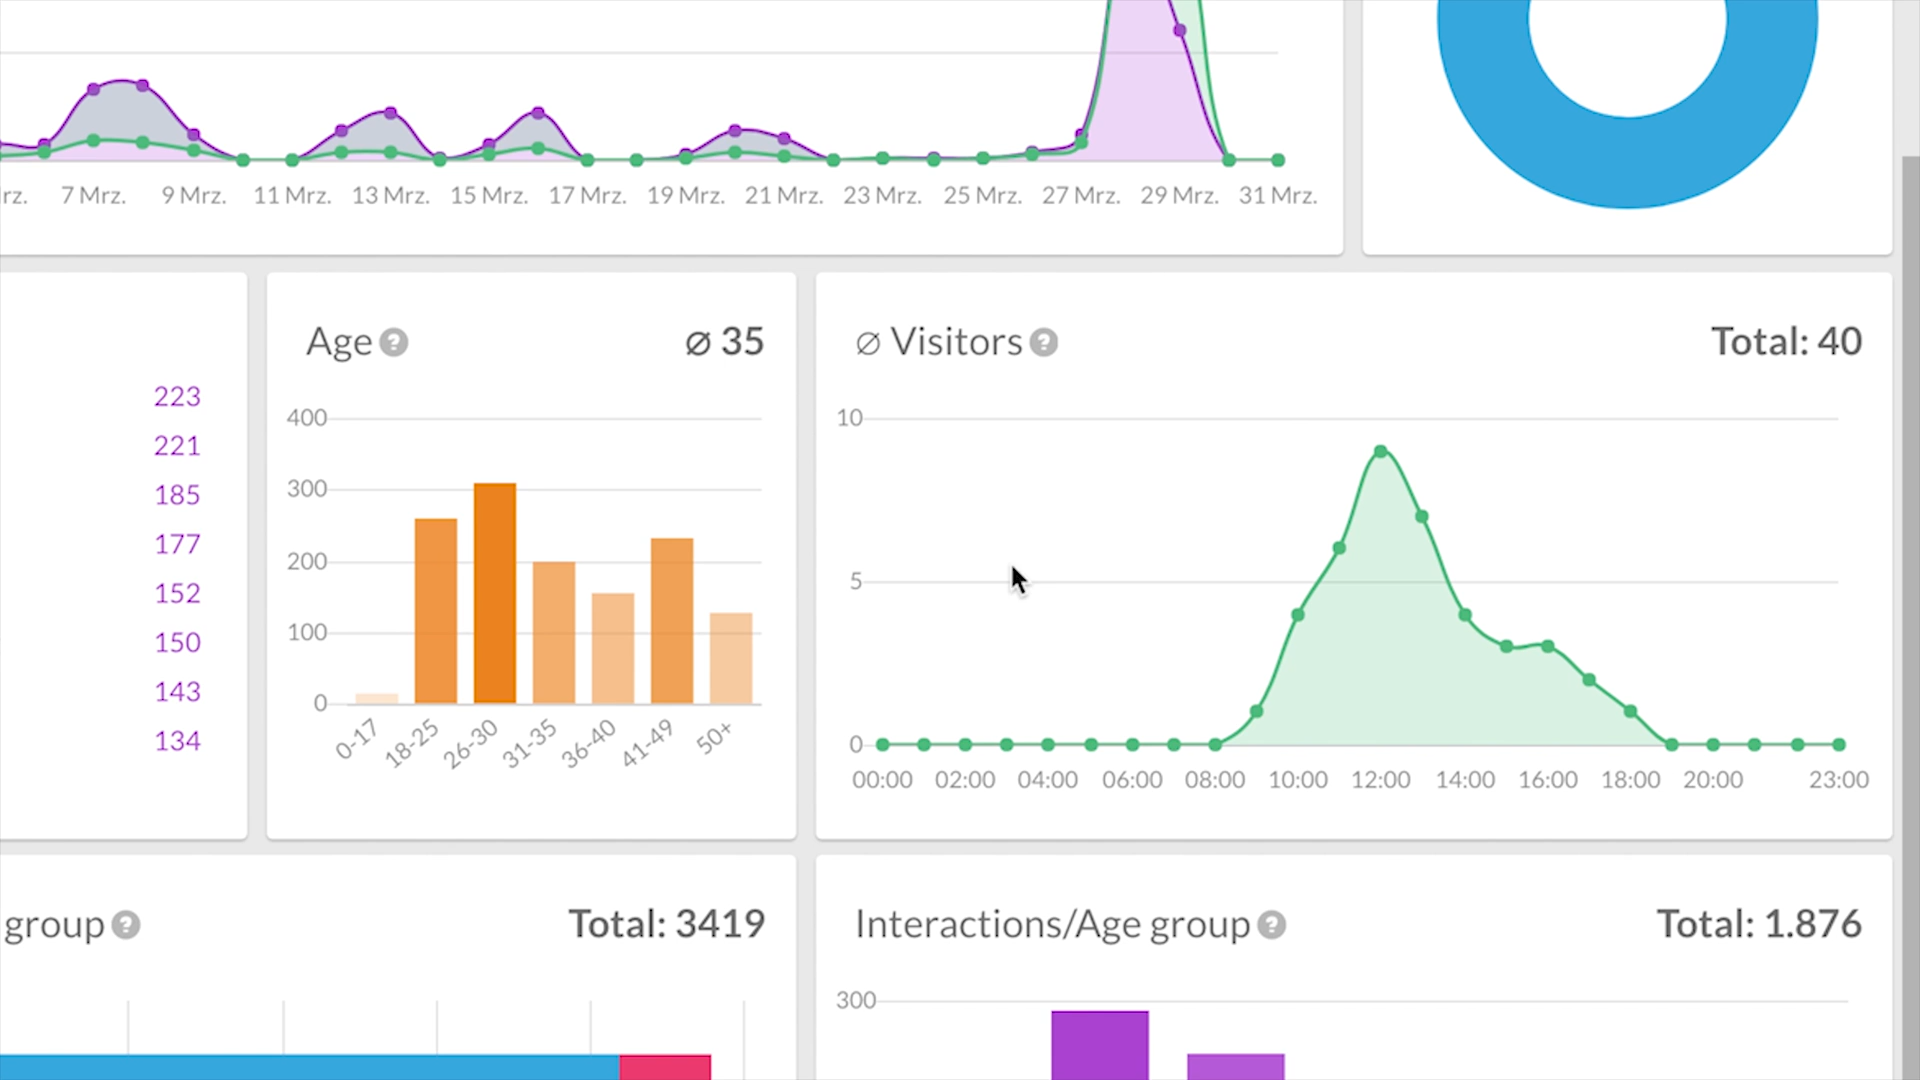 rz. 7 Mrz. 9 Mrz. 11 Mrz. 13 Mrz. 15 Mrz. 17 Mrz. 19 Mrz. 21 Mrz. 23 Mrz. 25 Mrz. 27 Mrz. 29 Mrz. 31 Mrz.
223
221
185
177
152
150
143
134
Age ? Ø 35
400
300
200
100
0
0-17 18-25 26-30 31-35 36-40 41-49 50+
Ø Visitors ? Total: 40
10
5
0
00:00 02:00 04:00 06:00 08:00 10:00 12:00 14:00 16:00 18:00 20:00 23:00
group ? Total: 3419
Interactions/Age group ? Total: 1.876
300